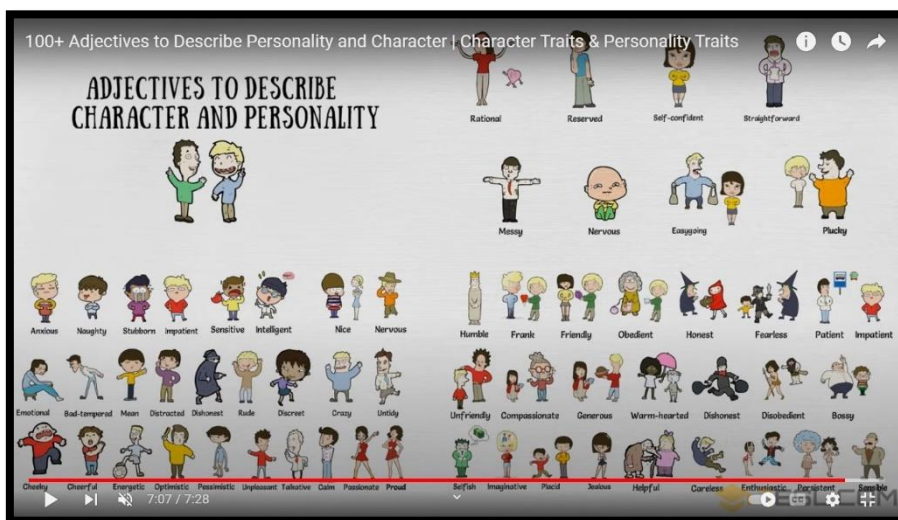 100+ Adjectives to Describe Personality and Character | Character Traits & Personality Traits
ADJECTIVES TO DESCRIBE
CHARACTER AND PERSONALITY
Rational Reserved Self-confident Straightforward
Messy Nervous Easygoing Plucky
Anxious Naughty Stubborn Impatient Sensitive Intelligent Nice Nervous
Emotional Bad-tempered Mean Distracted Dishonest Rude Discreet Crazy Untidy
Cheeky Cheerful Energetic Optimistic Pessimistic Unpleasant Talkative Calm Passionate Proud
Humble Frank Friendly Obedient Honest Fearless Patient Impatient
Unfriendly Compassionate Generous Warm-hearted Dishonest Disobedient Bossy
Selfish Imaginative Placid Jealous Helpful Careless Enthusiastic Persistent Sensible
7:07 / 7:28
7ESL.COM